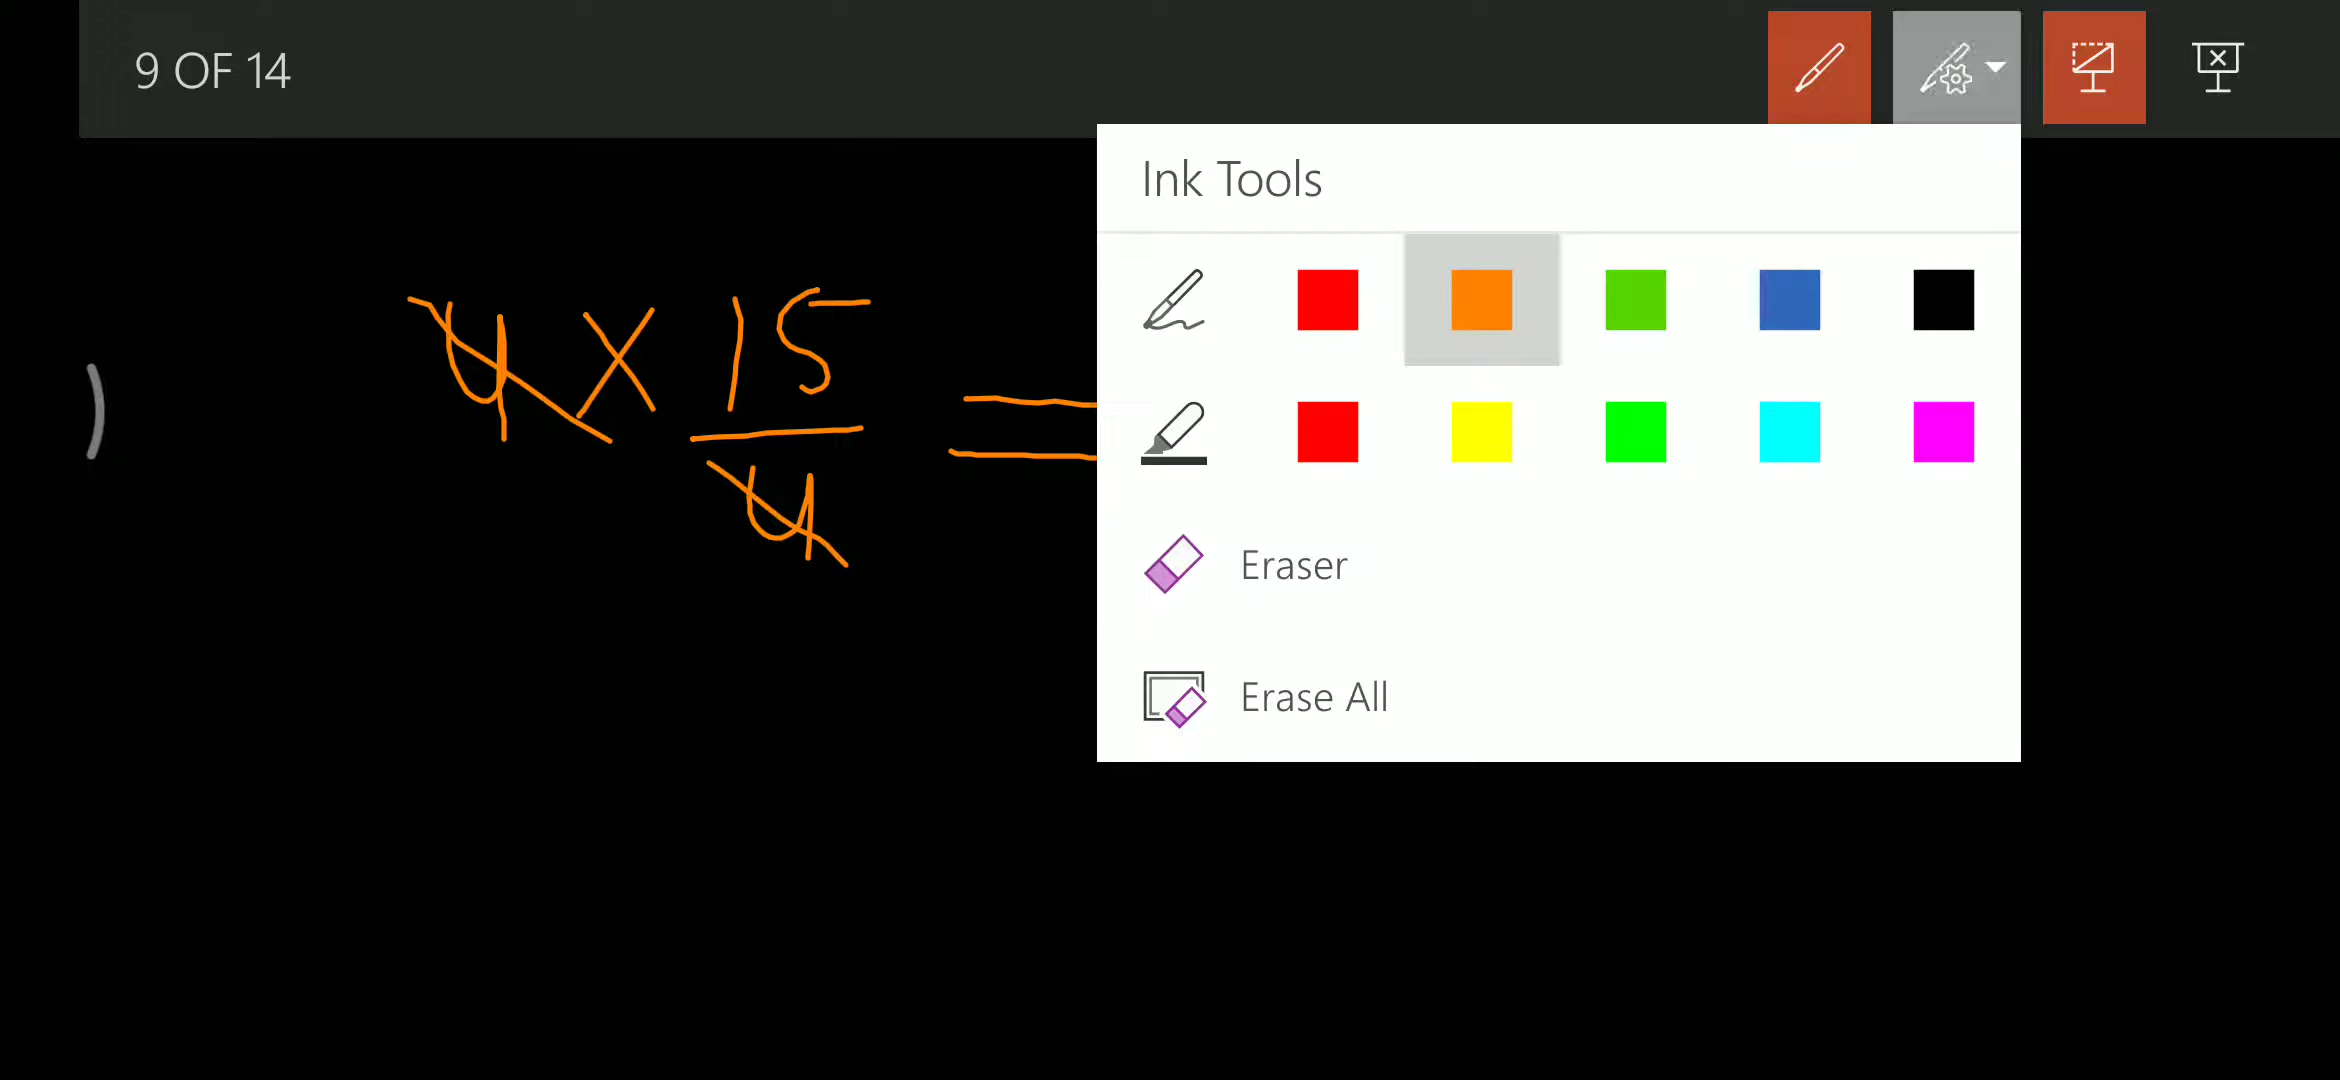 9 OF 14
Ink Tools
4 × 15/4 =
Eraser
Erase All